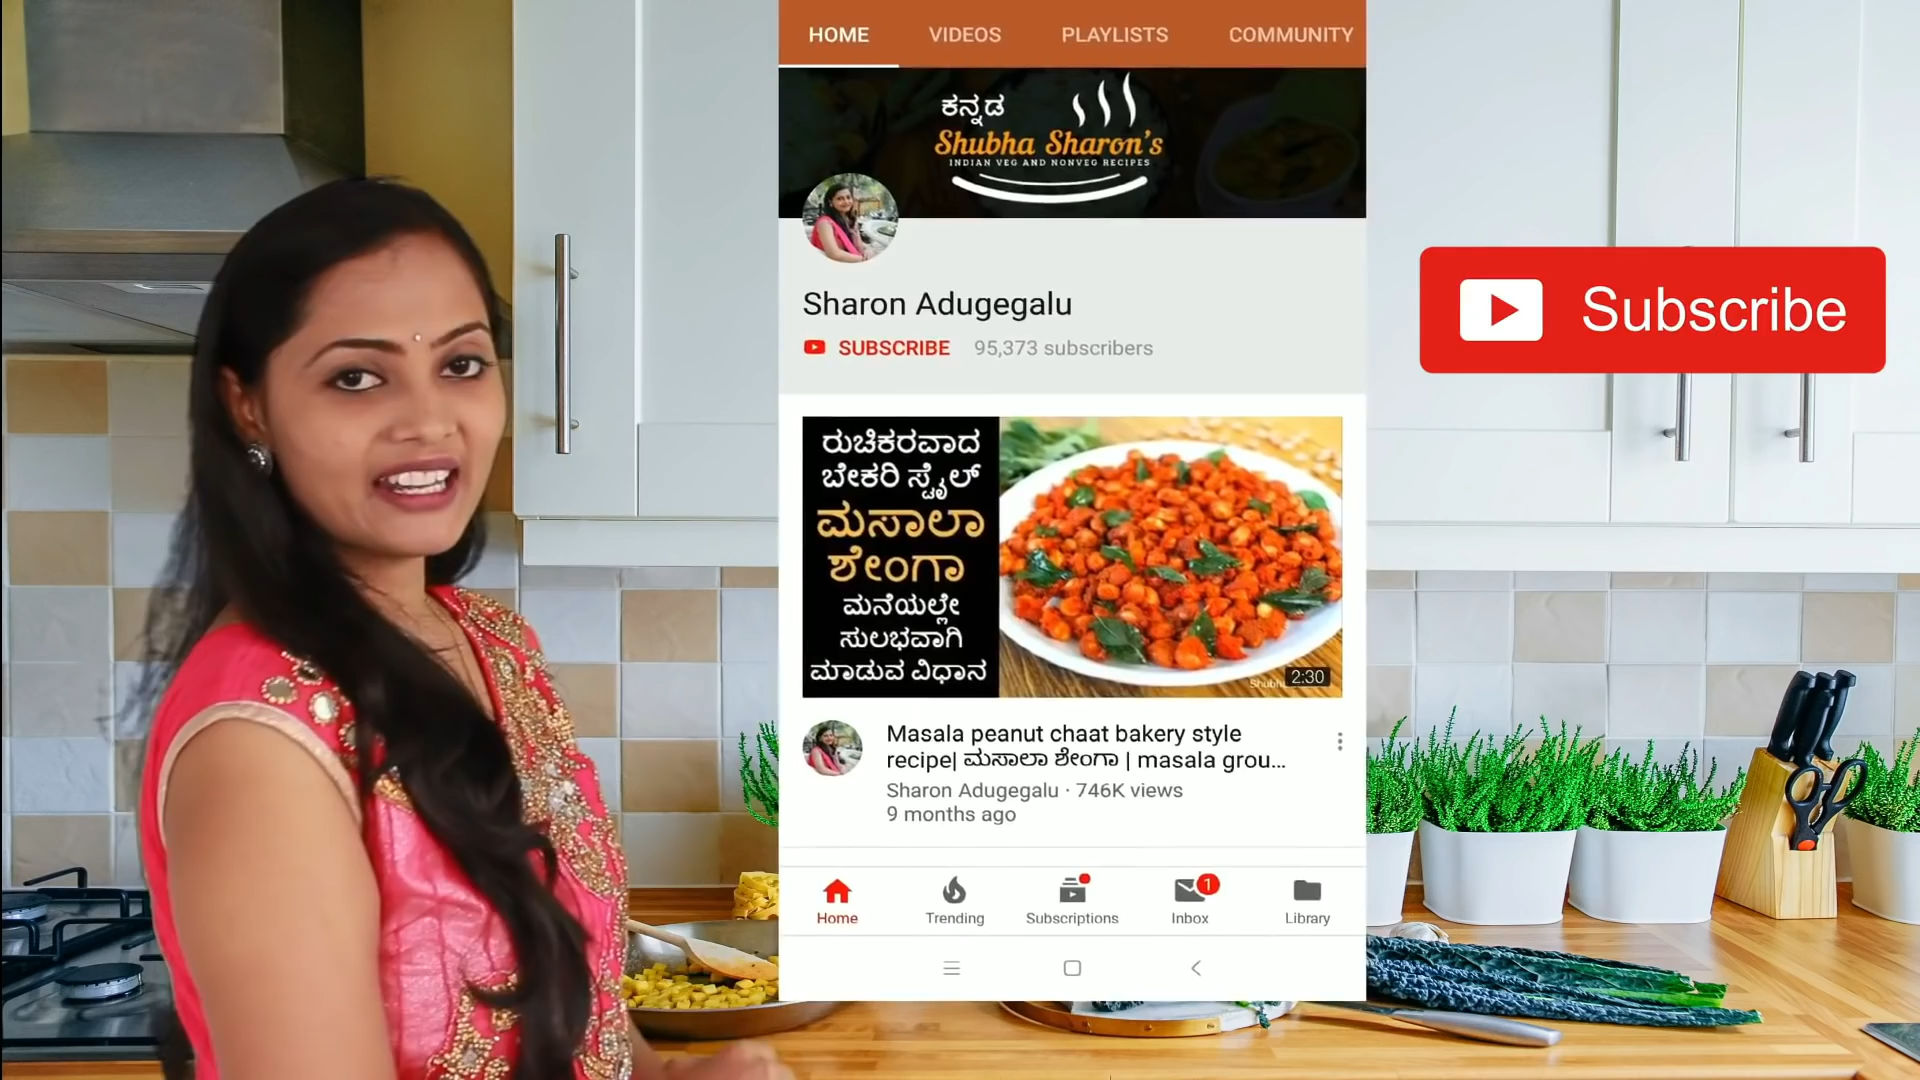 HOME VIDEOS PLAYLISTS COMMUNITY
ಕನ್ನಡ
Shubha Sharon's
INDIAN VEG AND NONVEG RECIPES
Sharon Adugegalu
SUBSCRIBE 95,373 subscribers
Subscribe
ರುಚಿಕರವಾದ
ಬೇಕರಿ ಸ್ಟೈಲ್
ಮಸಾಲಾ
ಶೇಂಗಾ
ಮನೆಯಲ್ಲೇ
ಸುಲಭವಾಗಿ
ಮಾಡುವ ವಿಧಾನ
2:30
Masala peanut chaat bakery style
recipe| ಮಸಾಲಾ ಶೇಂಗಾ | masala grou...
Sharon Adugegalu · 746K views
9 months ago
1
Home Trending Subscriptions Inbox Library